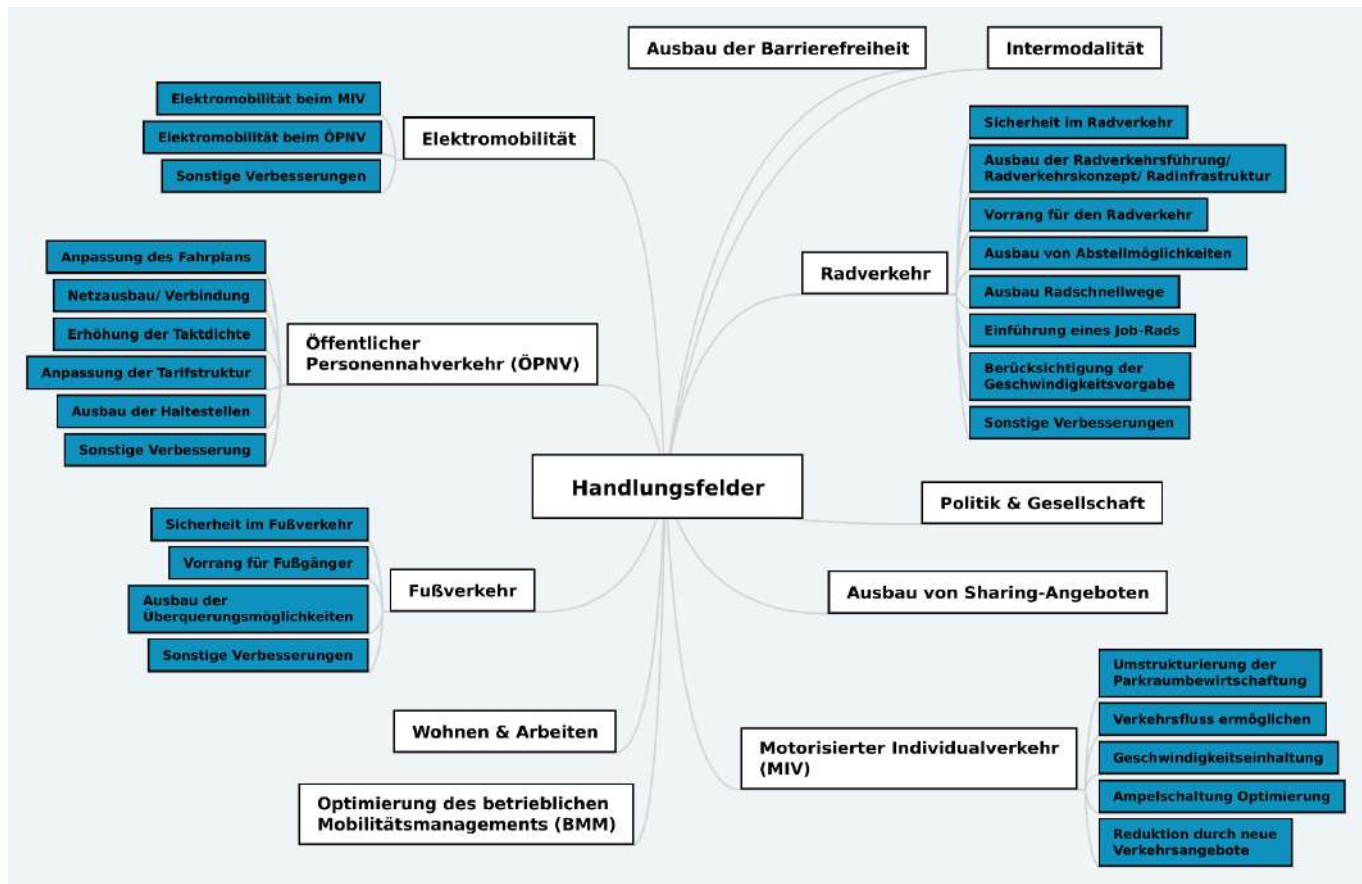 Ausbau der Barrierefreiheit
Intermodalität
Elektromobilität beim MIV
Elektromobilität beim ÖPNV
Sonstige Verbesserungen
Elektromobilität
Sicherheit im Radverkehr
Ausbau der Radverkehrsführung/
Radverkehrskonzept/ Radinfrastruktur
Vorrang für den Radverkehr
Ausbau von Abstellmöglichkeiten
Ausbau Radschnellwege
Einführung eines Job-Rads
Berücksichtigung der
Geschwindigkeitsvorgabe
Sonstige Verbesserungen
Radverkehr
Anpassung des Fahrplans
Netzausbau/ Verbindung
Erhöhung der Taktdichte
Anpassung der Tarifstruktur
Ausbau der Haltestellen
Sonstige Verbesserung
Öffentlicher
Personennahverkehr (ÖPNV)
Handlungsfelder
Politik & Gesellschaft
Sicherheit im Fußverkehr
Vorrang für Fußgänger
Ausbau der
Überquerungsmöglichkeiten
Sonstige Verbesserungen
Fußverkehr
Ausbau von Sharing-Angeboten
Wohnen & Arbeiten
Optimierung des betrieblichen
Mobilitätsmanagements (BMM)
Motorisierter Individualverkehr
(MIV)
Umstrukturierung der
Parkraumbewirtschaftung
Verkehrsfluss ermöglichen
Geschwindigkeitseinhaltung
Ampelschaltung Optimierung
Reduktion durch neue
Verkehrsangebote